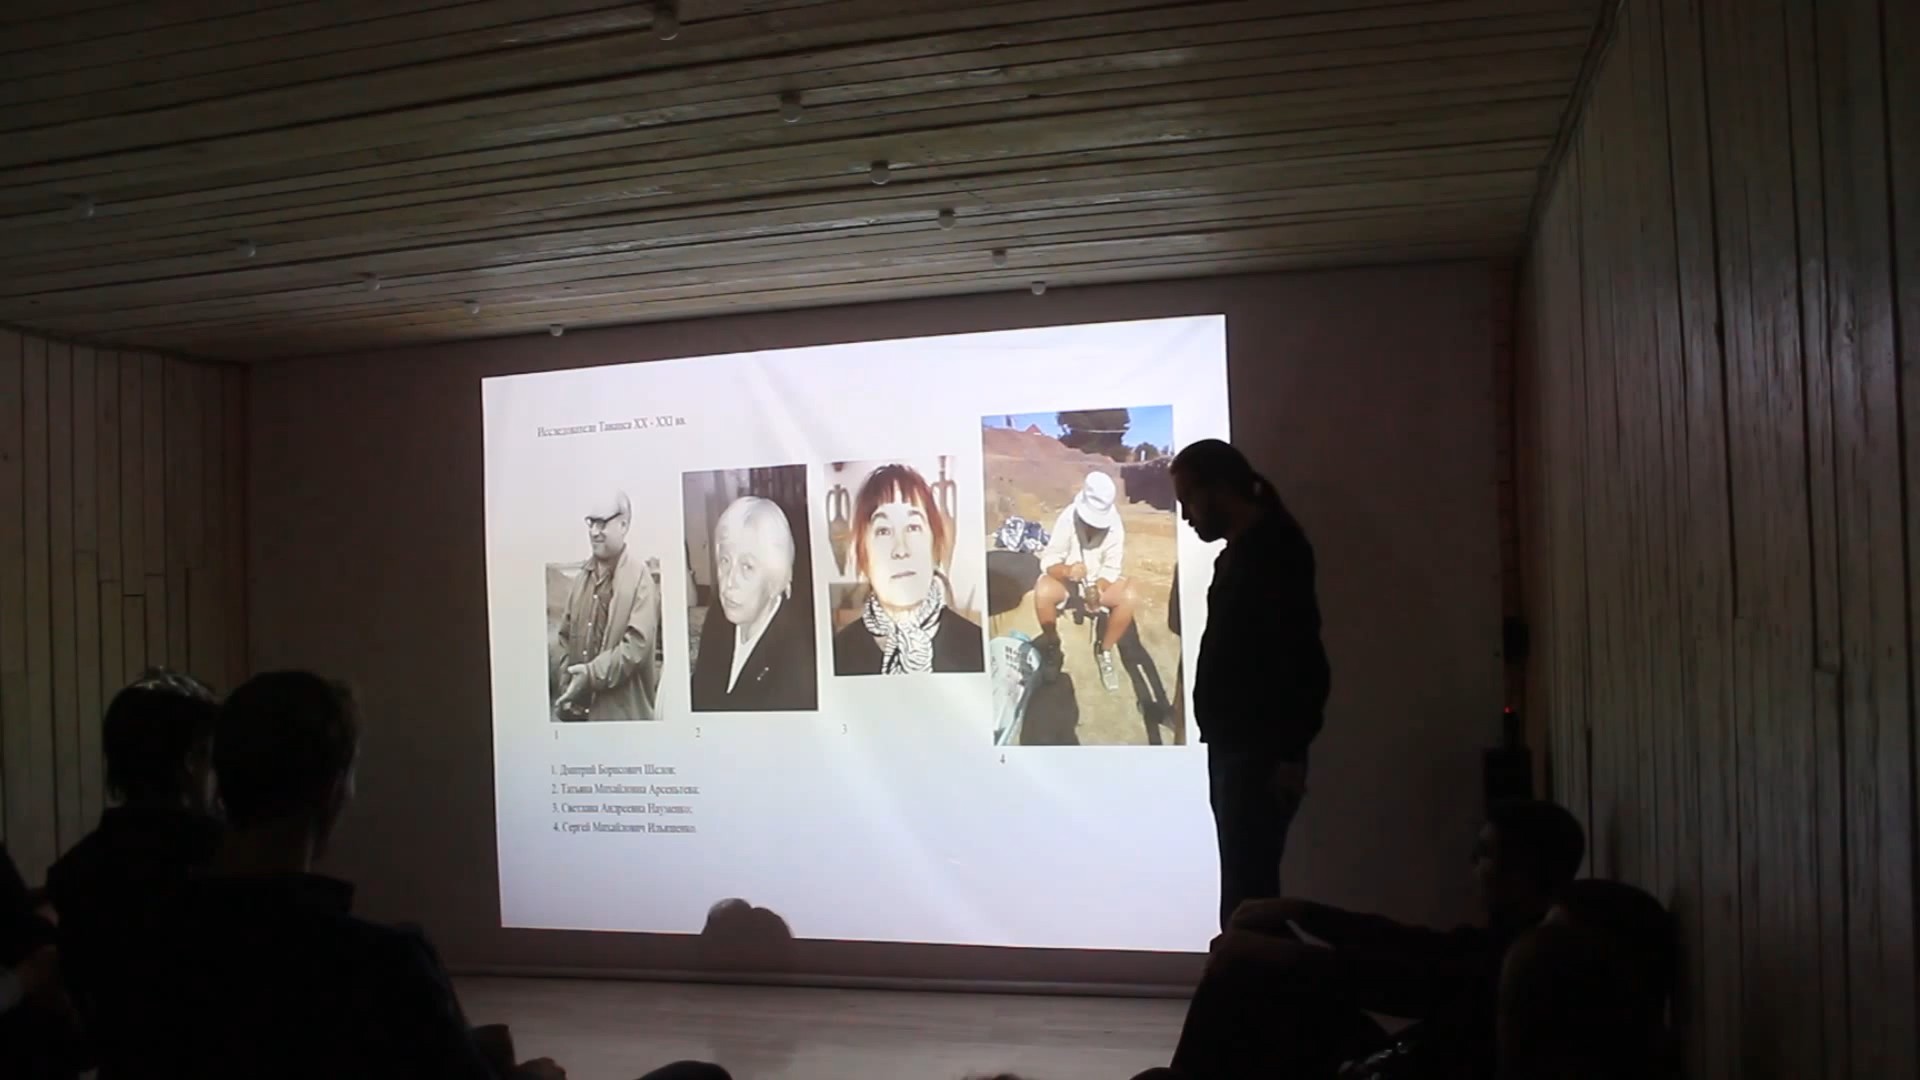 Исследователи Танаиса XX - XXI вв.
1
2
3
4
1. Дмитрий Борисович Шелов;
2. Татьяна Михайловна Арсеньева;
3. Светлана Андреевна Науменко;
4. Сергей Михайлович Ильяшенко.